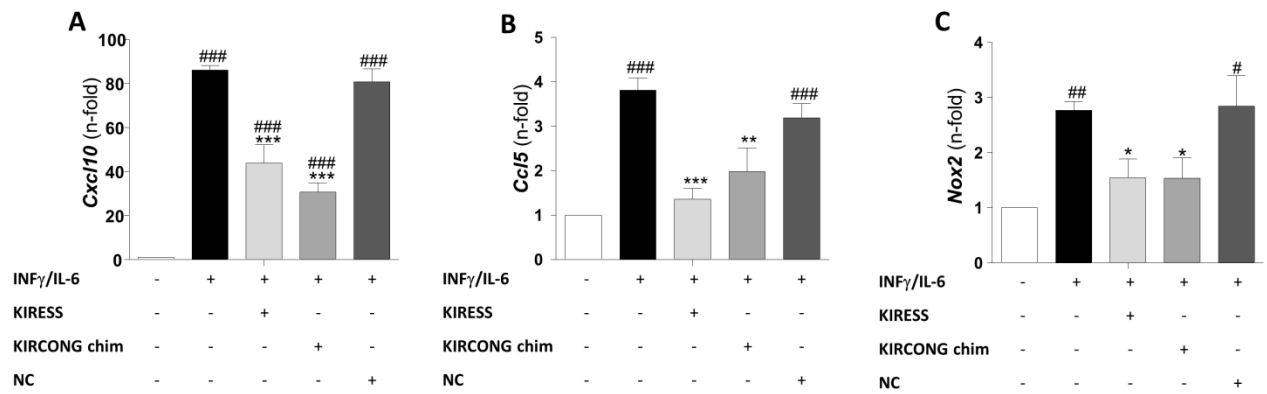 A
B
C
Cxcl10 (n-fold)
100
80
60
40
20
0
###
###
***
###
***
###
Ccl5 (n-fold)
5
4
3
2
1
0
###
***
**
###
Nox2 (n-fold)
4
3
2
1
0
##
*
*
#
INFγ/IL-6 - + + + +
KIRESS - - + - -
KIRCONG chim - - - + -
NC - - - - +
INFγ/IL-6 - + + + +
KIRESS - - + - -
KIRCONG chim - - - + -
NC - - - - +
INFγ/IL-6 - + + + +
KIRESS - - + - -
KIRCONG chim - - - + -
NC - - - - +